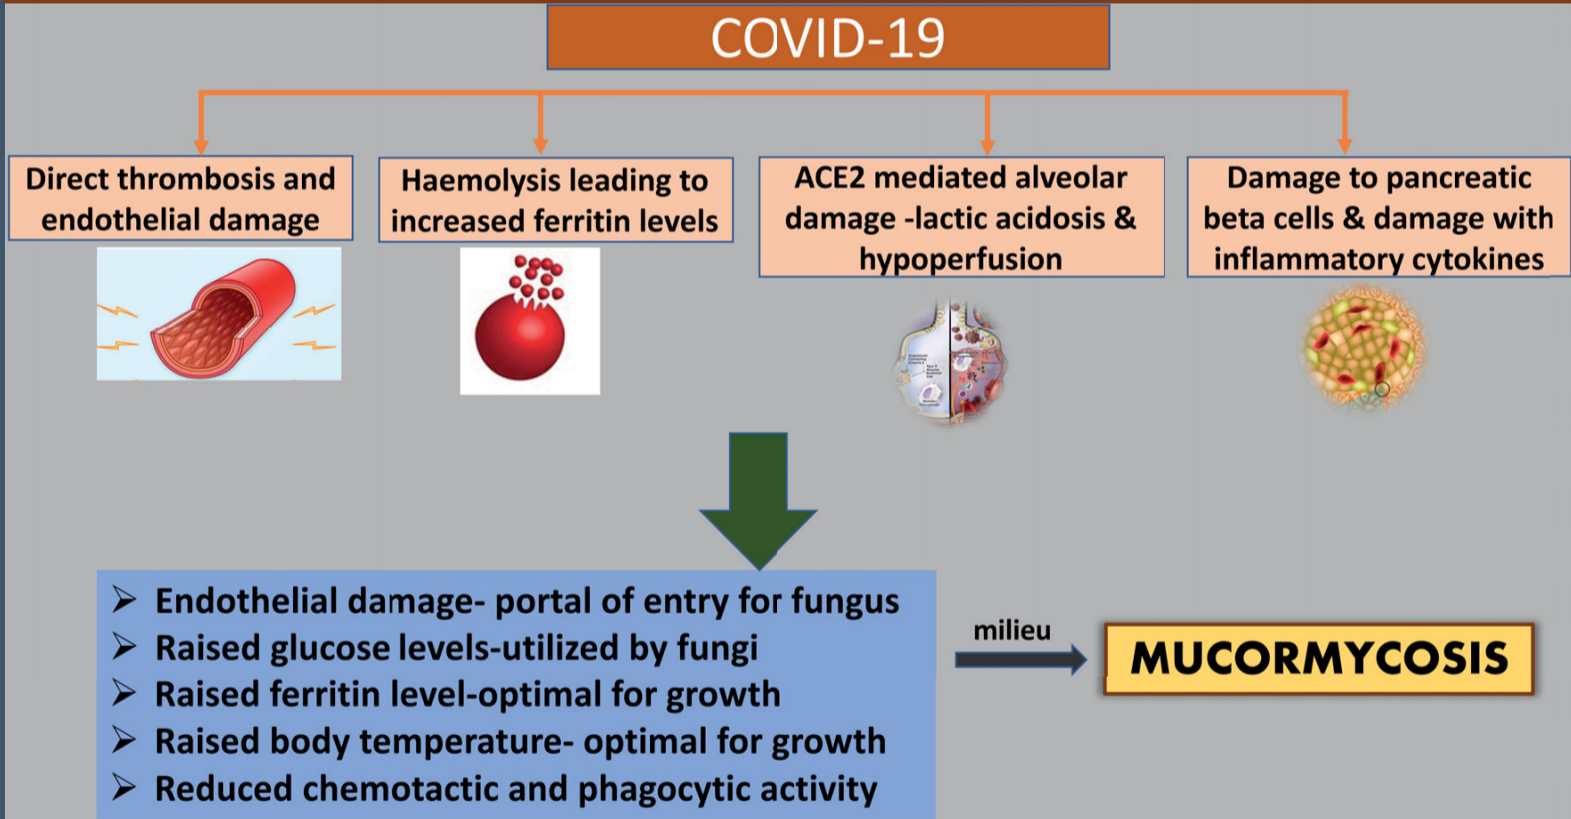 COVID-19
Direct thrombosis and
endothelial damage
Haemolysis leading to
increased ferritin levels
ACE2 mediated alveolar
damage -lactic acidosis &
hypoperfusion
Damage to pancreatic
beta cells & damage with
inflammatory cytokines
➢ Endothelial damage- portal of entry for fungus
➢ Raised glucose levels-utilized by fungi
➢ Raised ferritin level-optimal for growth
➢ Raised body temperature- optimal for growth
➢ Reduced chemotactic and phagocytic activity
milieu
MUCORMYCOSIS